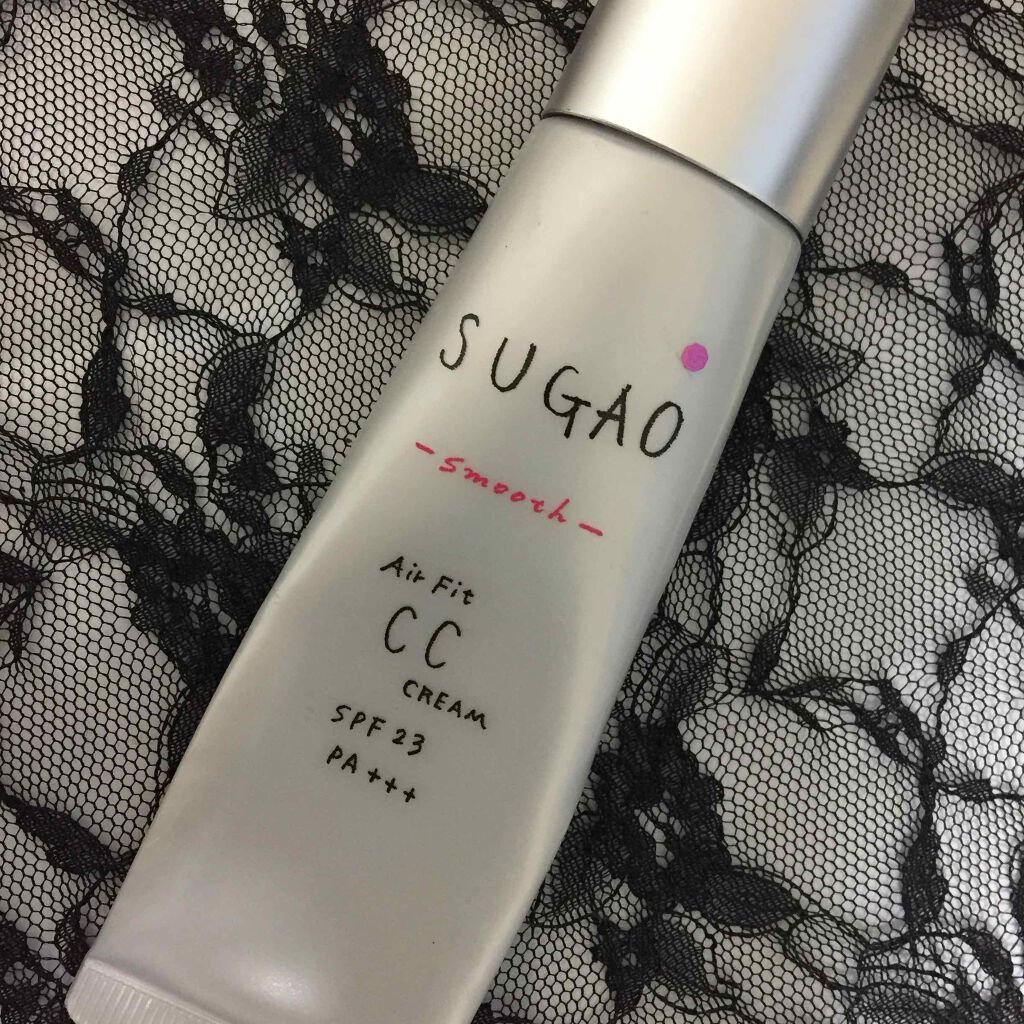 SUGAO
-smooth-
Air Fit
CC
CREAM
SPF 23
PA +++